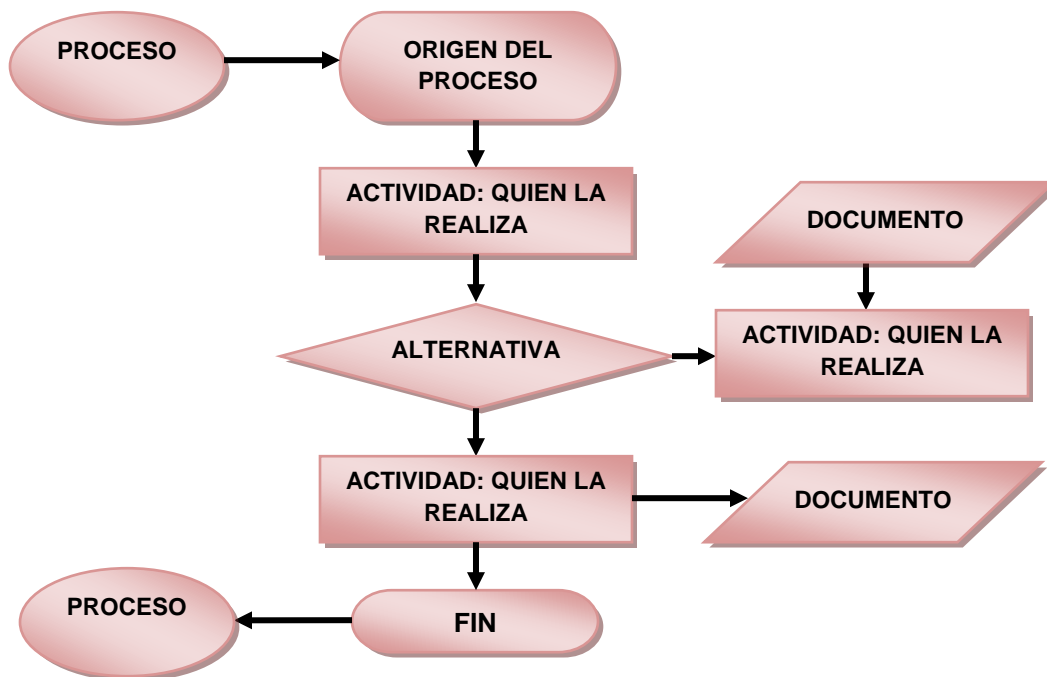 PROCESO
ORIGEN DEL
PROCESO
ACTIVIDAD: QUIEN LA
REALIZA
DOCUMENTO
ALTERNATIVA
ACTIVIDAD: QUIEN LA
REALIZA
ACTIVIDAD: QUIEN LA
REALIZA
DOCUMENTO
PROCESO
FIN